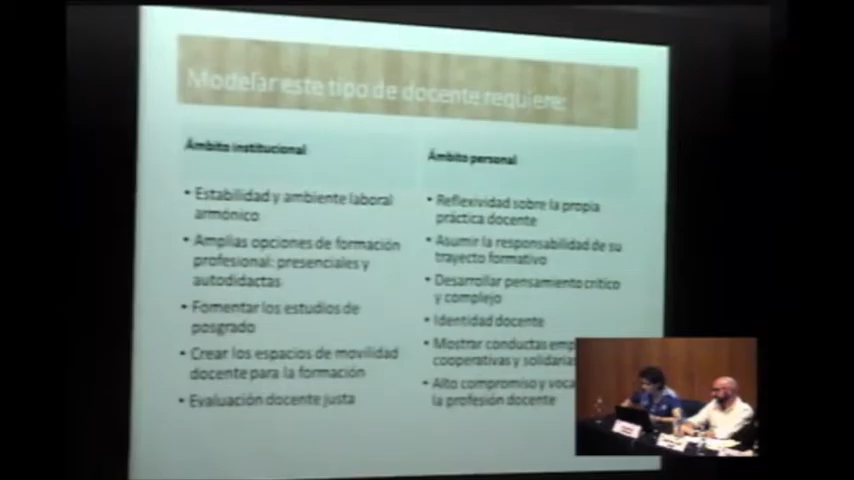 Modelar este tipo de docente requiere:
Ámbito institucional
• Estabilidad y ambiente laboral
armónico
• Amplias opciones de formación
profesional: presenciales y
autodidactas
• Fomentar los estudios de
posgrado
• Crear los espacios de movilidad
docente para la formación
• Evaluación docente justa
Ámbito personal
• Reflexividad sobre la propia
práctica docente
• Asumir la responsabilidad de su
trayecto formativo
• Desarrollar pensamiento crítico
y complejo
• Identidad docente
• Mostrar conductas emp
cooperativas y solidarias
• Alto compromiso y voca
la profesión docente